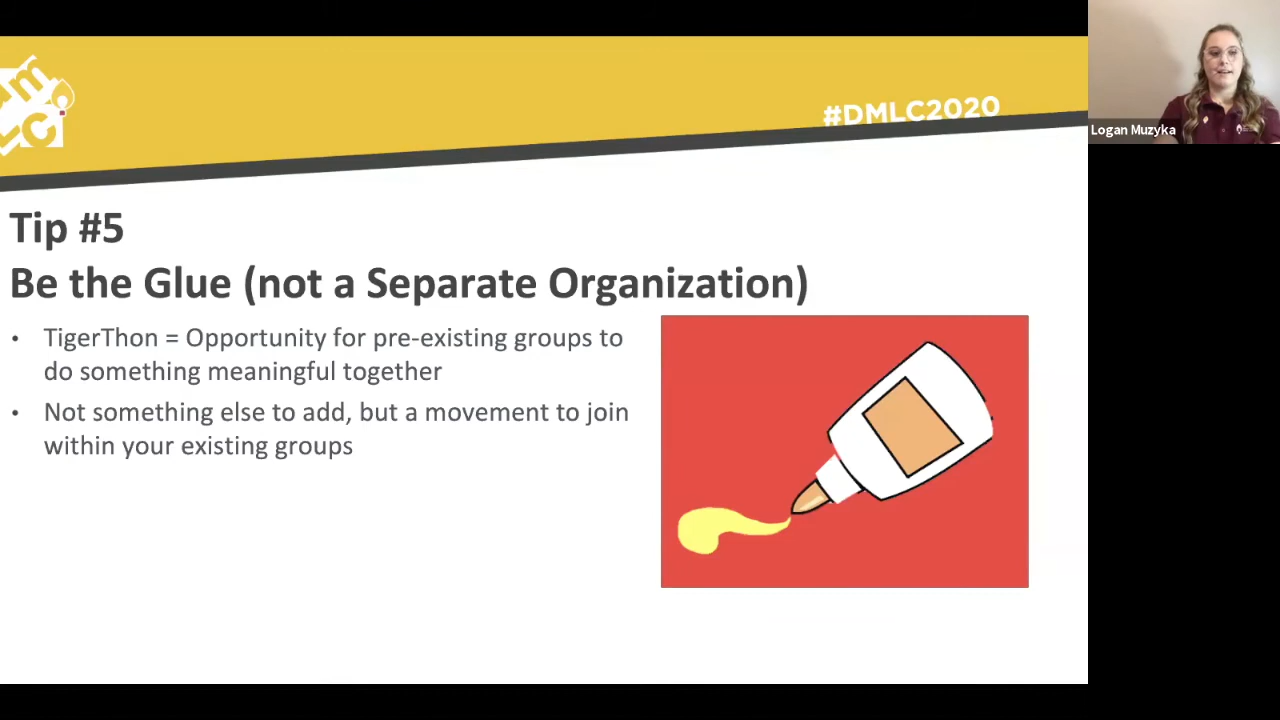 #DMLC2020
Logan Muzyka
Tip #5
Be the Glue (not a Separate Organization)
• TigerThon = Opportunity for pre-existing groups to
do something meaningful together
• Not something else to add, but a movement to join
within your existing groups